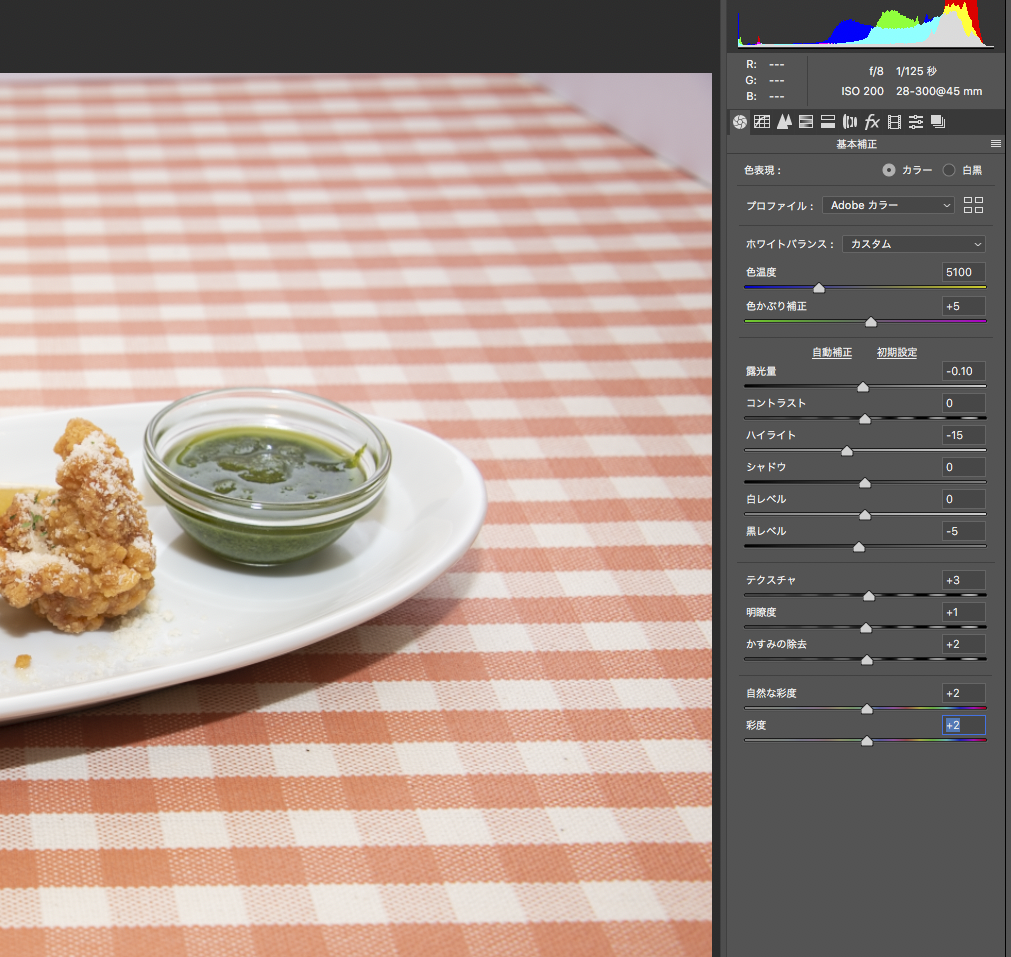 R: ---
G: ---
B: ---
f/8 1/125 秒
ISO 200 28-300@45 mm
fx
基本補正
色表現： カラー 白黒
プロファイル： Adobe カラー
ホワイトバランス： カスタム
色温度 5100
色かぶり補正 +5
自動補正 初期設定
露光量 -0.10
コントラスト 0
ハイライト -15
シャドウ 0
白レベル 0
黒レベル -5
テクスチャ +3
明瞭度 +1
かすみの除去 +2
自然な彩度 +2
彩度 +2